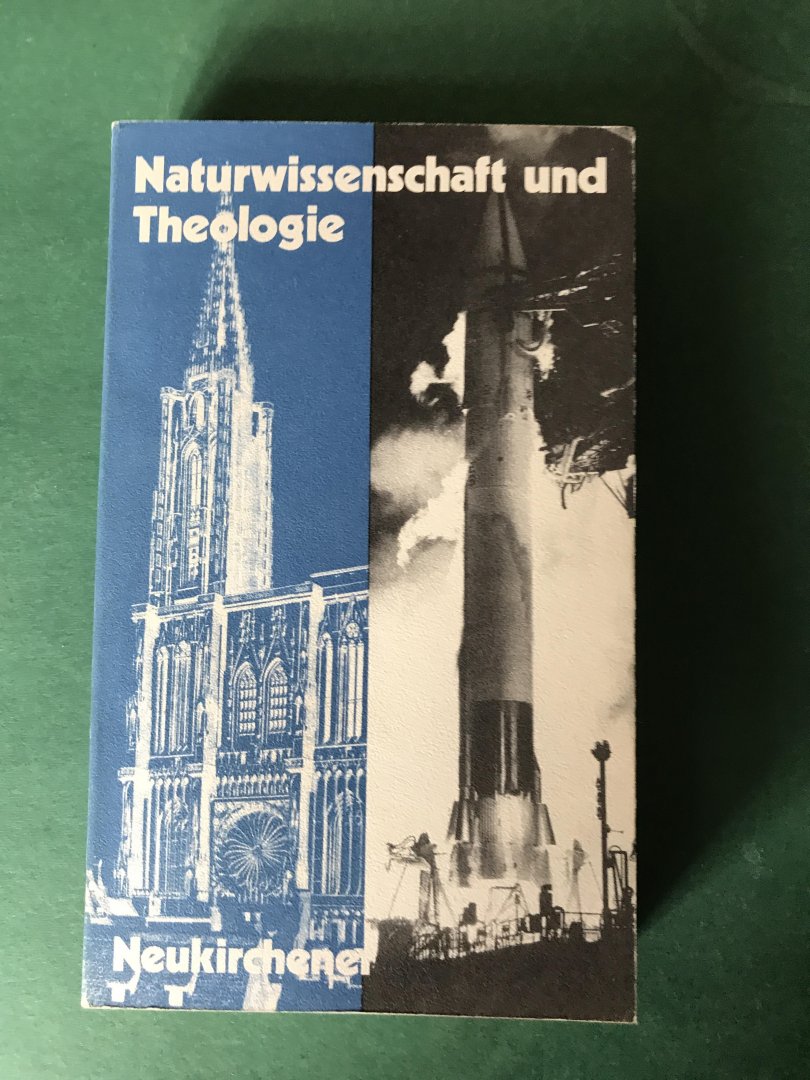 Naturwissenschaft und
Theologie
Neukirchener